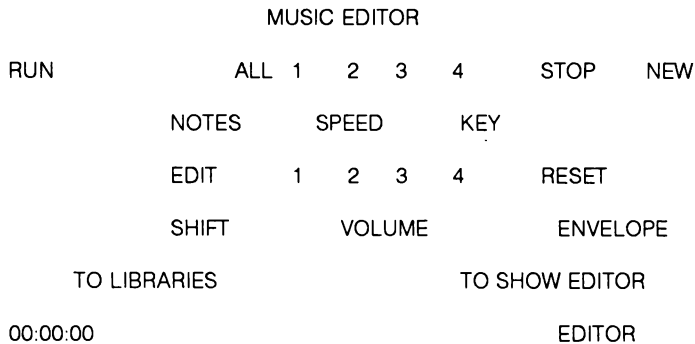 MUSIC EDITOR
RUN ALL 1 2 3 4 STOP NEW
NOTES SPEED KEY
EDIT 1 2 3 4 RESET
SHIFT VOLUME ENVELOPE
TO LIBRARIES TO SHOW EDITOR
00:00:00 EDITOR